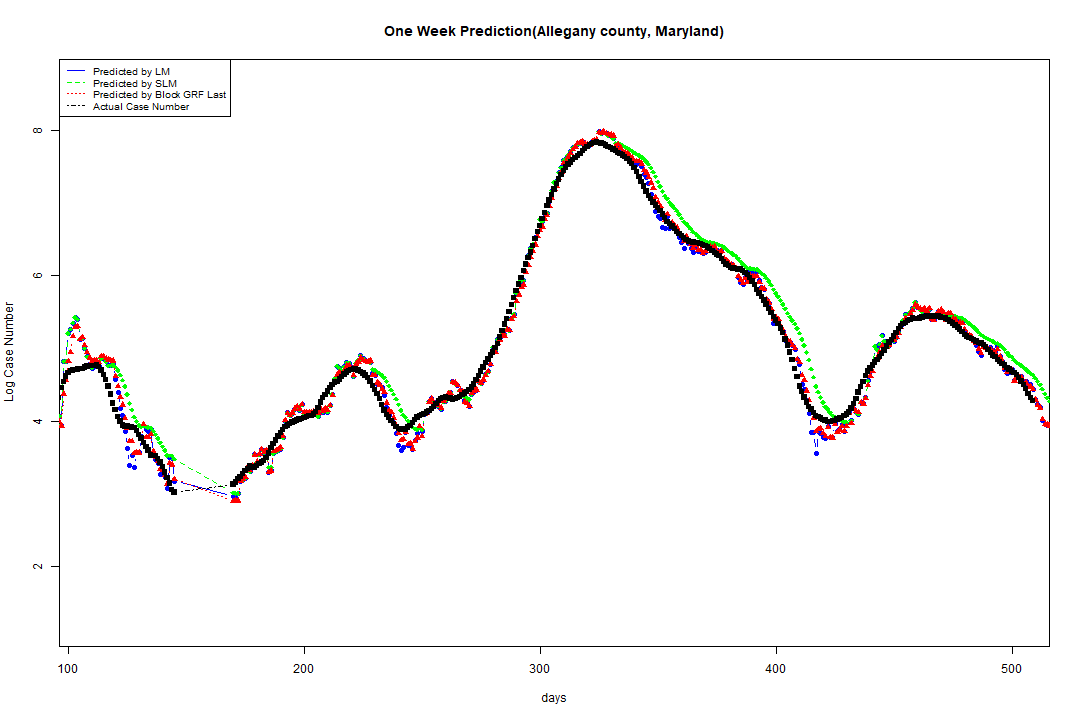 One Week Prediction(Allegany county, Maryland)
Predicted by LM
Predicted by SLM
Predicted by Block GRF Last
Actual Case Number
8
6
4
2
Log Case Number
100 200 300 400 500
days